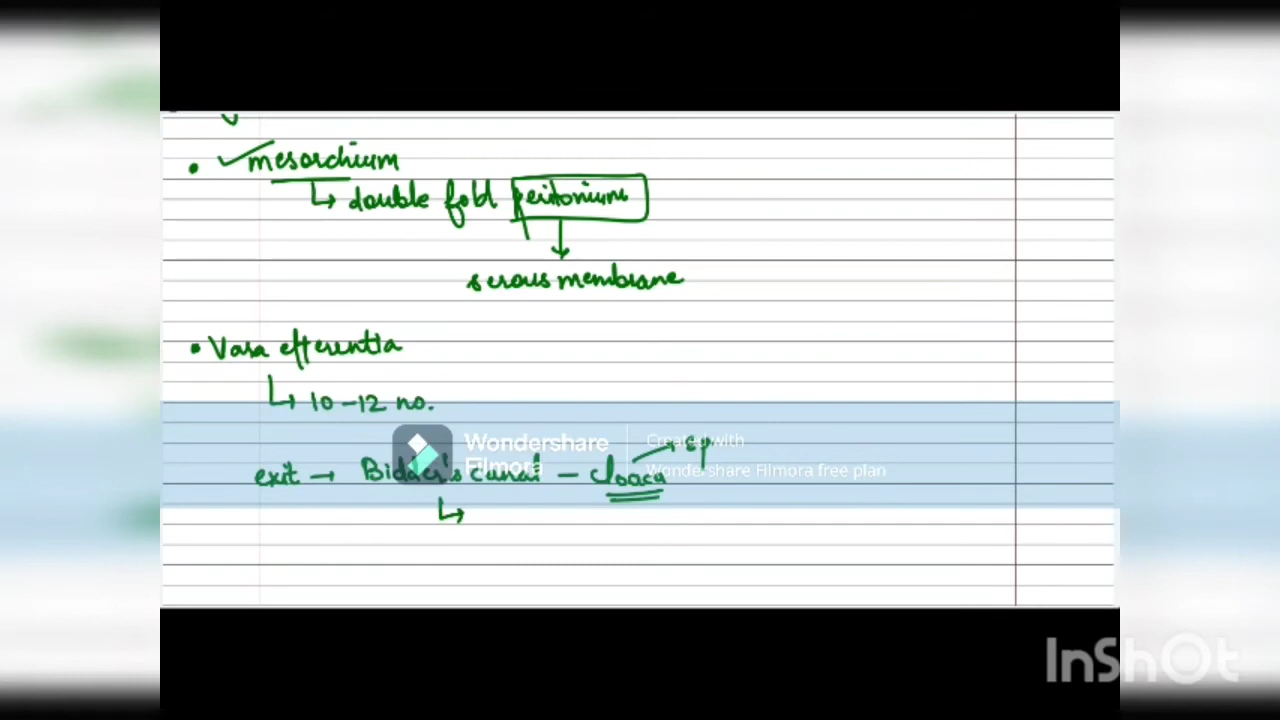 • mesorchium
↳ double fold peritonium
↓
serous membrane
• Vasa efferentia
↳ 10-12 no.
exit → Bidder's canal - cloaca → sp
↳
Wondershare Filmora
Created with
Wondershare Filmora free plan
InShOt